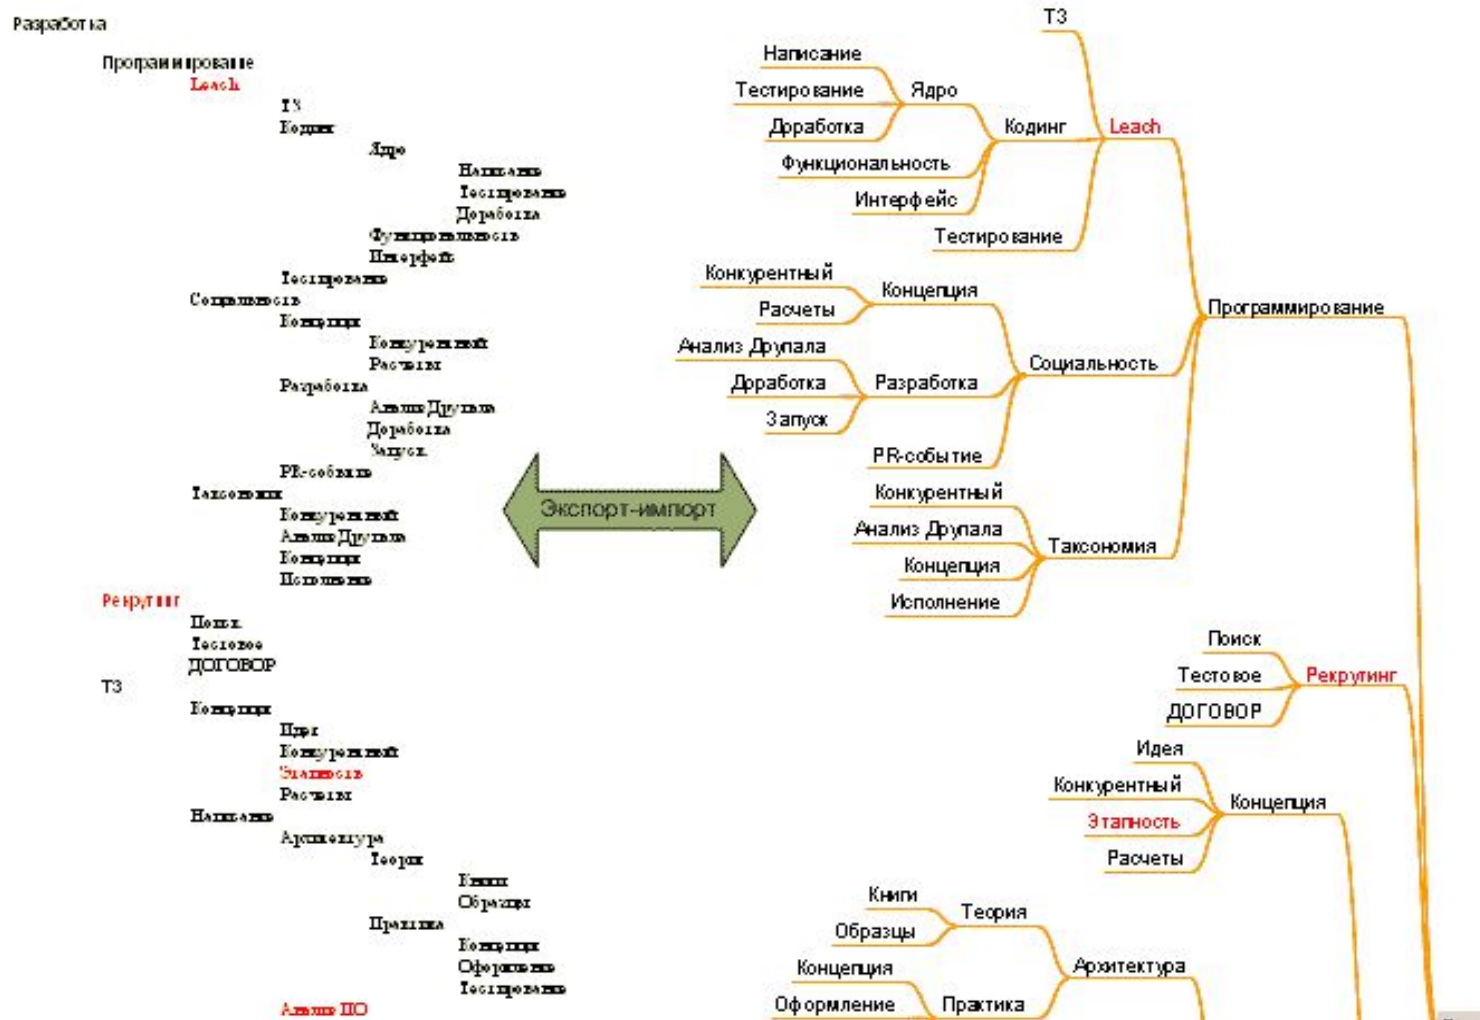 Разработка
Программирование
Leach
ТЗ
Кодинг
Ядро
Написание
Тестирование
Доработка
Функциональность
Интерфейс
Тестирование
Социальность
Концепция
Конкурентный
Расчеты
Разработка
Анализ Друпала
Доработка
Запуск
PR-событие
Таксономия
Конкурентный
Анализ Друпала
Концепция
Исполнение
Рекрутинг
Поиск
Тестовое
ДОГОВОР
ТЗ
Концепция
Идея
Конкурентный
Этапность
Расчеты
Написание
Архитектура
Теория
Книги
Образцы
Практика
Концепция
Оформление
Тестирование
Анализ ПО
Экспорт-импорт
ТЗ
Написание
Тестирование
Ядро
Доработка
Кодинг
Leach
Функциональность
Интерфейс
Тестирование
Конкурентный
Концепция
Расчеты
Программирование
Анализ Друпала
Социальность
Доработка
Разработка
Запуск
PR-событие
Конкурентный
Анализ Друпала
Таксономия
Концепция
Исполнение
Поиск
Тестовое
Рекрутинг
ДОГОВОР
Идея
Конкурентный
Концепция
Этапность
Расчеты
Книги
Теория
Образцы
Архитектура
Концепция
Оформление
Практика